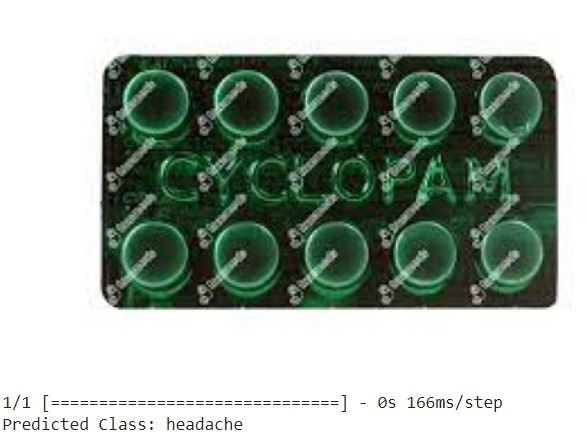 CYCLOPAM
1/1 [==============================] - 0s 166ms/step
Predicted Class: headache